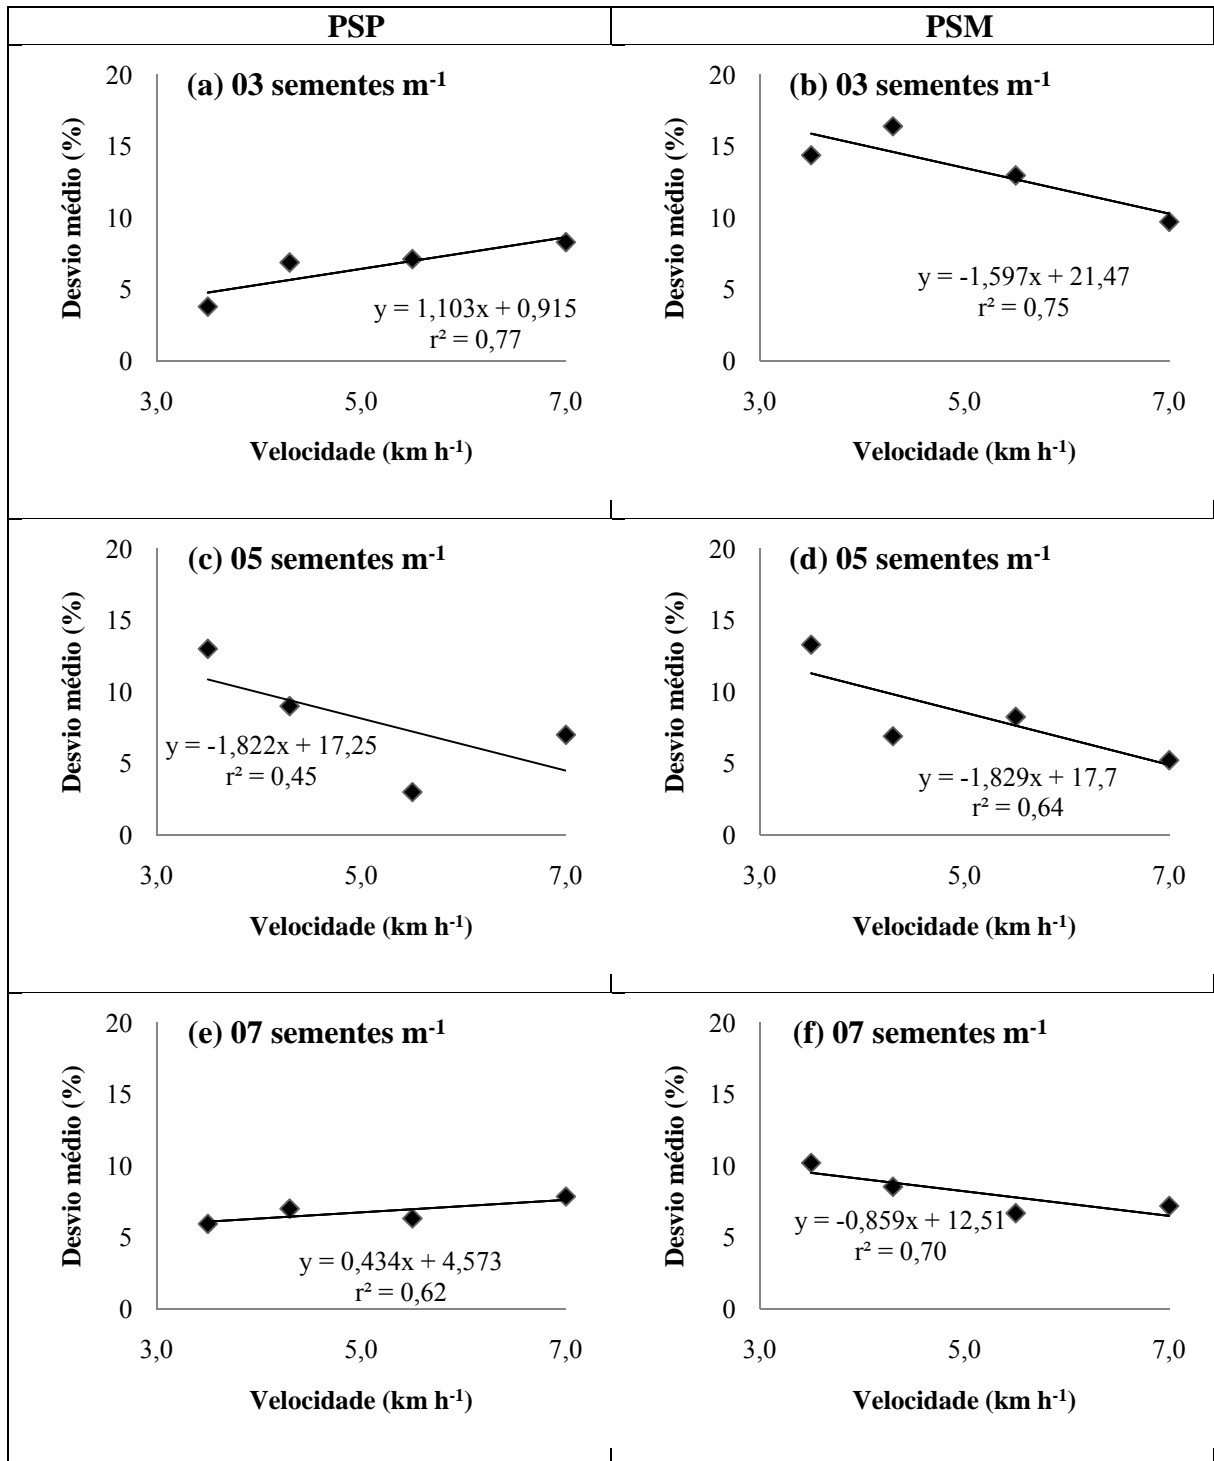 PSP
PSM
(a) 03 sementes m⁻¹
Desvio médio (%)
20
15
10
5
0
y = 1,103x + 0,915
r² = 0,77
3,0 5,0 7,0
Velocidade (km h⁻¹)
(b) 03 sementes m⁻¹
Desvio médio (%)
20
15
10
5
0
y = -1,597x + 21,47
r² = 0,75
3,0 5,0 7,0
Velocidade (km h⁻¹)
(c) 05 sementes m⁻¹
Desvio médio (%)
20
15
10
5
0
y = -1,822x + 17,25
r² = 0,45
3,0 5,0 7,0
Velocidade (km h⁻¹)
(d) 05 sementes m⁻¹
Desvio médio (%)
20
15
10
5
0
y = -1,829x + 17,7
r² = 0,64
3,0 5,0 7,0
Velocidade (km h⁻¹)
(e) 07 sementes m⁻¹
Desvio médio (%)
20
15
10
5
0
y = 0,434x + 4,573
r² = 0,62
3,0 5,0 7,0
Velocidade (km h⁻¹)
(f) 07 sementes m⁻¹
Desvio médio (%)
20
15
10
5
0
y = -0,859x + 12,51
r² = 0,70
3,0 5,0 7,0
Velocidade (km h⁻¹)